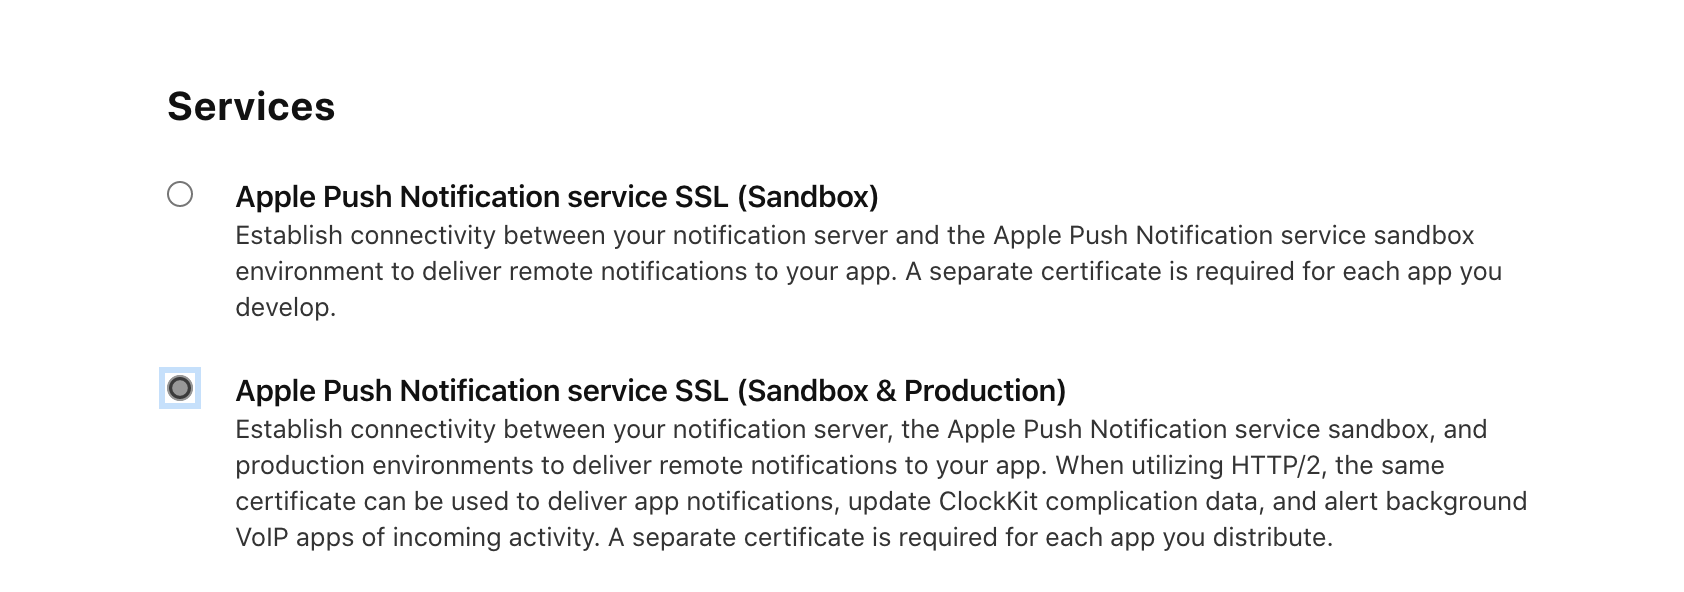 Services
Apple Push Notification service SSL (Sandbox)
Establish connectivity between your notification server and the Apple Push Notification service sandbox
environment to deliver remote notifications to your app. A separate certificate is required for each app you
develop.
Apple Push Notification service SSL (Sandbox & Production)
Establish connectivity between your notification server, the Apple Push Notification service sandbox, and
production environments to deliver remote notifications to your app. When utilizing HTTP/2, the same
certificate can be used to deliver app notifications, update ClockKit complication data, and alert background
VoIP apps of incoming activity. A separate certificate is required for each app you distribute.